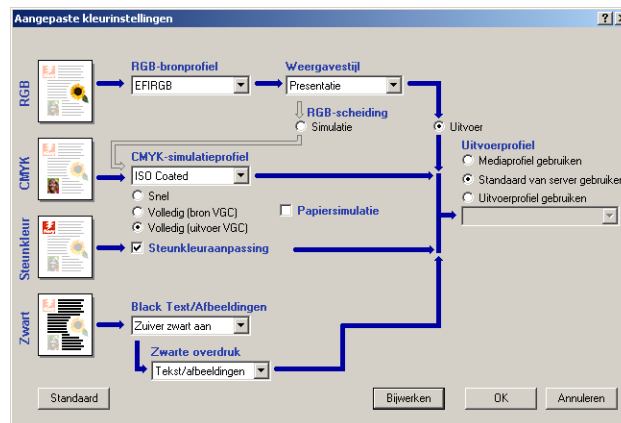 Aangepaste kleurinstellingen
RGB
RGB-bronprofiel
EFIRGB
Weergavestijl
Presentatie
RGB-scheiding
Simulatie
Uitvoer
CMYK
CMYK-simulatieprofiel
ISO Coated
Snel
Volledig (bron VGC)
Volledig (uitvoer VGC)
Papiersimulatie
Uitvoerprofiel
Mediaprofiel gebruiken
Standaard van server gebruiken
Uitvoerprofiel gebruiken
Steunkleur
Steunkleuraanpassing
Zwart
Black Text/Afbeeldingen
Zuiver zwart aan
Zwarte overdruk
Tekst/afbeeldingen
Standaard
Bijwerken
OK
Annuleren